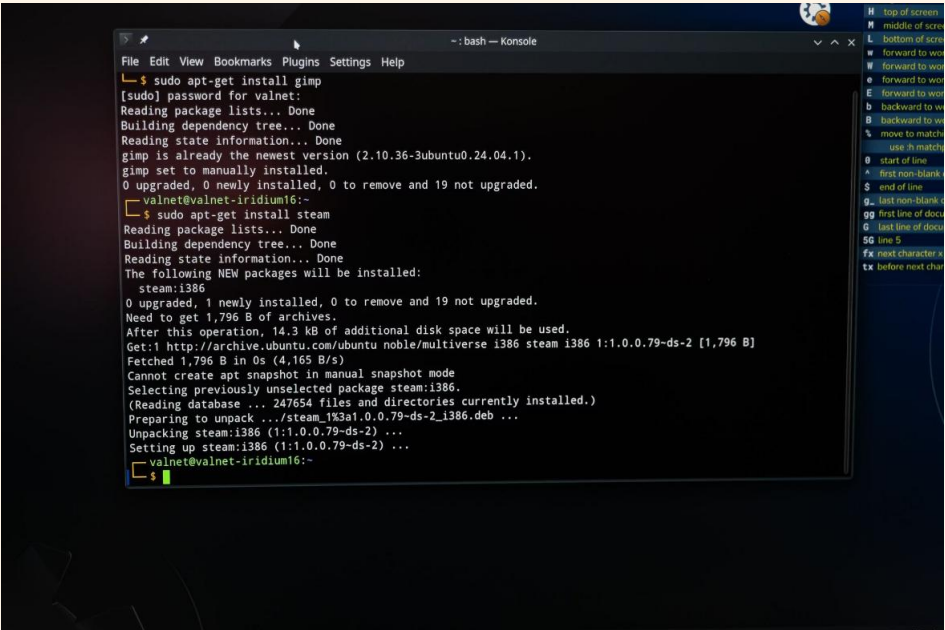 ~ : bash — Konsole
File Edit View Bookmarks Plugins Settings Help
$ sudo apt-get install gimp
[sudo] password for valnet:
Reading package lists... Done
Building dependency tree... Done
Reading state information... Done
gimp is already the newest version (2.10.36-3ubuntu0.24.04.1).
gimp set to manually installed.
0 upgraded, 0 newly installed, 0 to remove and 19 not upgraded.
valnet@valnet-iridium16:~
$ sudo apt-get install steam
Reading package lists... Done
Building dependency tree... Done
Reading state information... Done
The following NEW packages will be installed:
steam:i386
0 upgraded, 1 newly installed, 0 to remove and 19 not upgraded.
Need to get 1,796 B of archives.
After this operation, 14.3 kB of additional disk space will be used.
Get:1 http://archive.ubuntu.com/ubuntu noble/multiverse i386 steam i386 1:1.0.0.79~ds-2 [1,796 B]
Fetched 1,796 B in 0s (4,165 B/s)
Cannot create apt snapshot in manual snapshot mode
Selecting previously unselected package steam:i386.
(Reading database ... 247654 files and directories currently installed.)
Preparing to unpack .../steam_1%3a1.0.0.79~ds-2_i386.deb ...
Unpacking steam:i386 (1:1.0.0.79~ds-2) ...
Setting up steam:i386 (1:1.0.0.79~ds-2) ...
valnet@valnet-iridium16:~
$
H top of screen
M middle of scree
L bottom of scre
w forward to wor
W forward to wor
e forward to wor
E forward to wor
b backward to w
B backward to wo
% move to matchi
use :h matchp
0 start of line
^ first non-blank c
$ end of line
g_ last non-blank c
gg first line of docu
G last line of docu
5G line 5
fx next character x
tx before next char